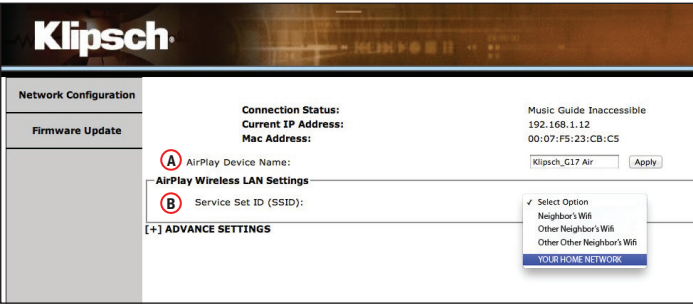 Klipsch
Network Configuration
Firmware Update
Connection Status: Music Guide Inaccessible
Current IP Address: 192.168.1.12
Mac Address: 00:07:F5:23:CB:C5
A AirPlay Device Name: Klipsch_G17 Air Apply
AirPlay Wireless LAN Settings
B Service Set ID (SSID): ✓ Select Option
Neighbor's Wifi
Other Neighbor's Wifi
Other Other Neighbor's Wifi
YOUR HOME NETWORK
[+] ADVANCE SETTINGS